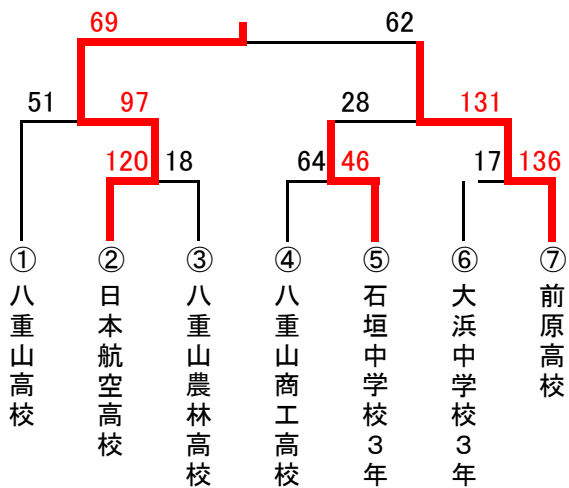 69 62
51 97 28 131
120 18 64 46 17 136
① ② ③ ④ ⑤ ⑥ ⑦
八重山高校
日本航空高校
八重山農林高校
八重山商工高校
石垣中学校3年
大浜中学校3年
前原高校